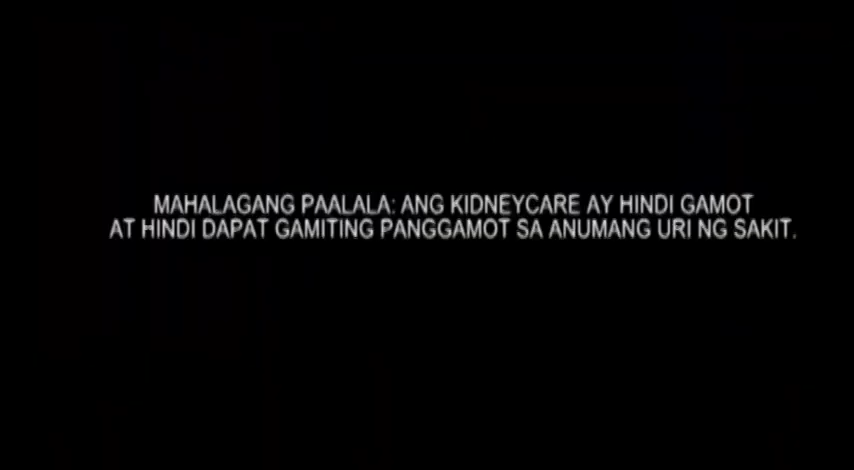 MAHALAGANG PAALALA: ANG KIDNEYCARE AY HINDI GAMOT
AT HINDI DAPAT GAMITING PANGGAMOT SA ANUMANG URI NG SAKIT.